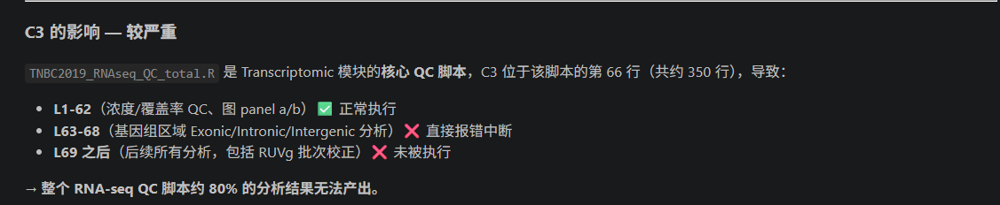 C3 的影响 — 较严重
TNBC2019_RNAseq_QC_total.R 是 Transcriptomic 模块的核心 QC 脚本，C3 位于该脚本的第 66 行（共约 350 行），导致：
• L1-62（浓度/覆盖率 QC、图 panel a/b）✅ 正常执行
• L63-68（基因组区域 Exonic/Intronic/Intergenic 分析）❌ 直接报错中断
• L69 之后（后续所有分析，包括 RUVg 批次校正）❌ 未被执行
→ 整个 RNA-seq QC 脚本约 80% 的分析结果无法产出。